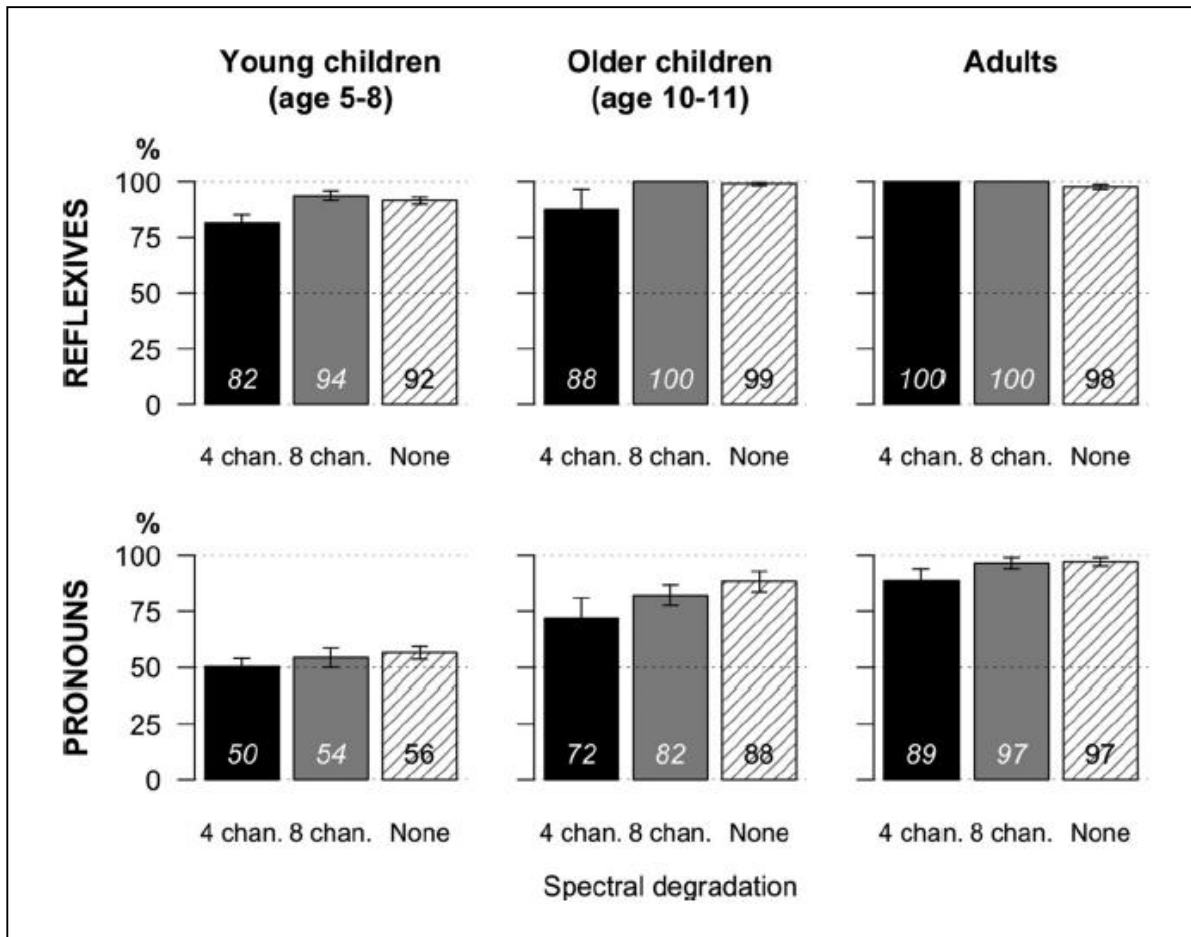 Young children Older children Adults
(age 5-8) (age 10-11)
REFLEXIVES
%
100
75
50
25
0
82 94 92
88 100 99
100 100 98
4 chan. 8 chan. None 4 chan. 8 chan. None 4 chan. 8 chan. None
PRONOUNS
%
100
75
50
25
0
50 54 56
72 82 88
89 97 97
4 chan. 8 chan. None 4 chan. 8 chan. None 4 chan. 8 chan. None
Spectral degradation